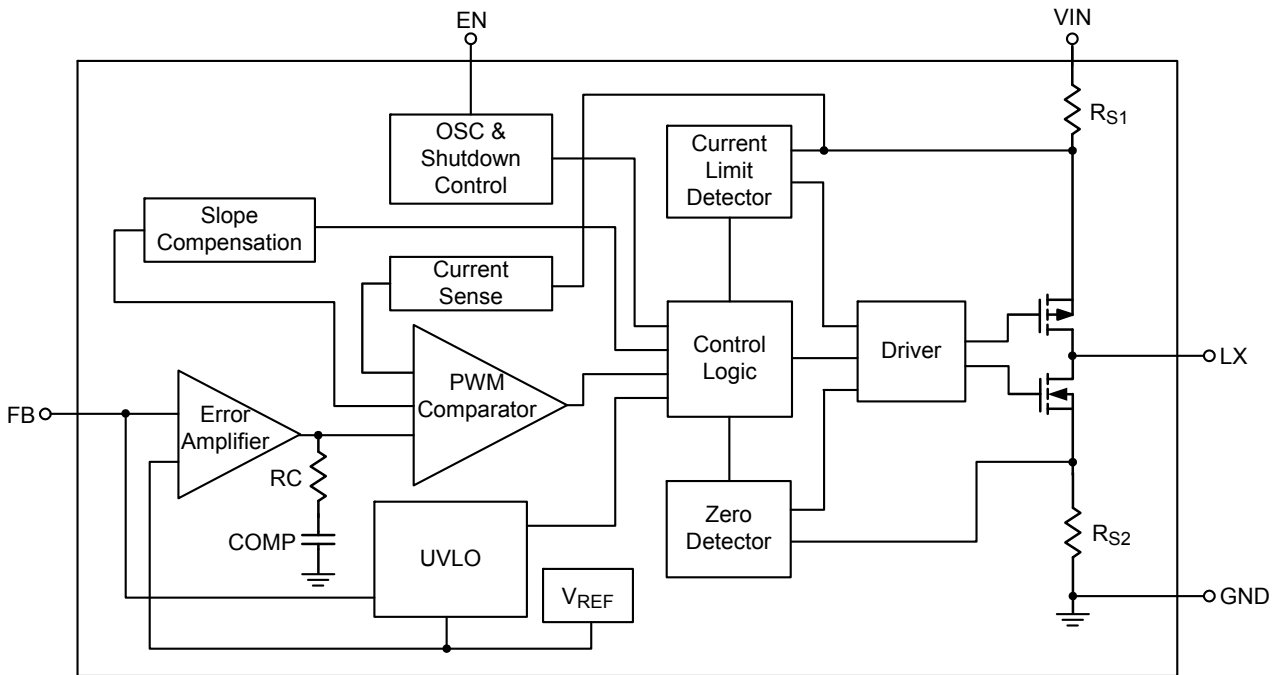 EN
VIN
OSC &
Shutdown
Control
Current
Limit
Detector
RS1
Slope
Compensation
Current
Sense
Control
Logic
Driver
LX
PWM
Comparator
FB
Error
Amplifier
RC
COMP
UVLO
Zero
Detector
RS2
VREF
GND